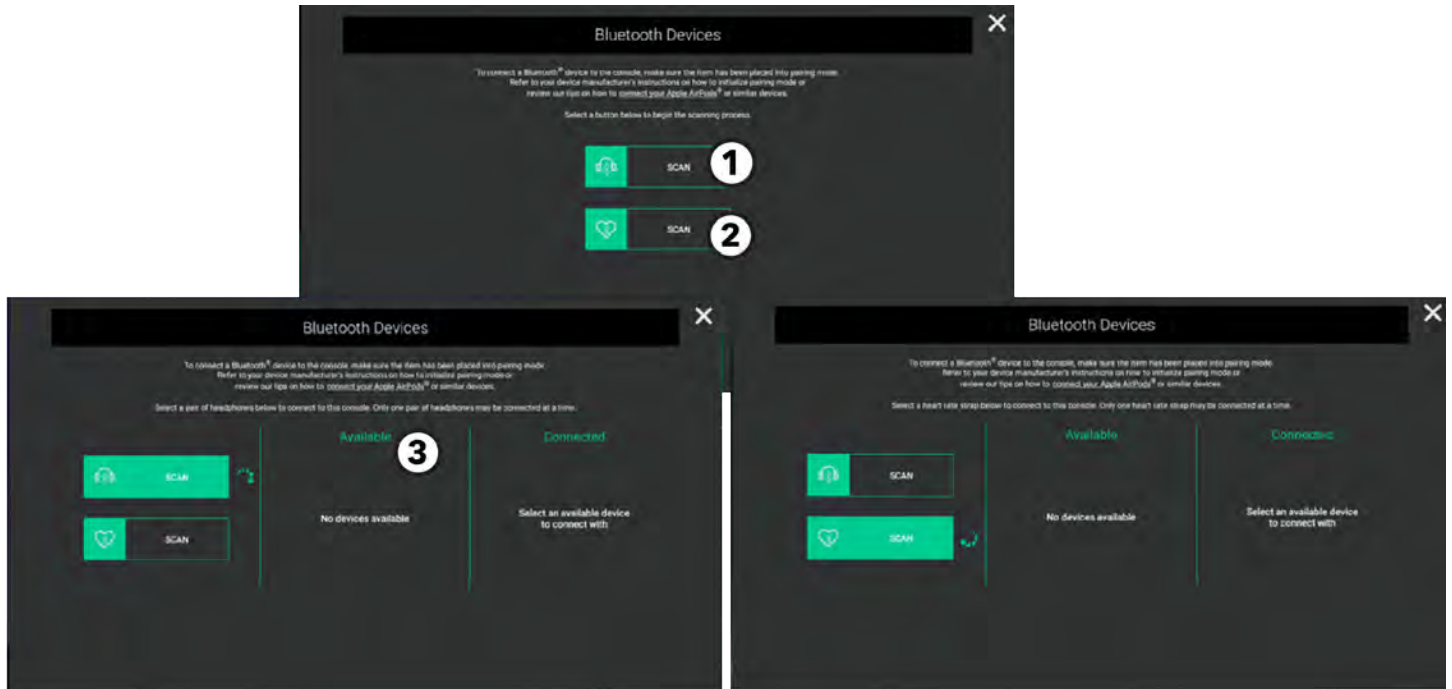 Bluetooth Devices
To connect a Bluetooth® device to the console, make sure the item has been placed into pairing mode.
Refer to your device manufacturer's instructions on how to initialize pairing mode or
review our tips on how to connect your Apple AirPods® or similar devices.
Select a button below to begin the scanning process.
SCAN
1
SCAN
2
Bluetooth Devices
To connect a Bluetooth® device to the console, make sure the item has been placed into pairing mode.
Refer to your device manufacturer's instructions on how to initialize pairing mode or
review our tips on how to connect your Apple AirPods® or similar devices.
Select a pair of headphones below to connect to this console. Only one pair of headphones may be connected at a time.
Available
3
Connected
SCAN
No devices available
Select an available device
to connect with
SCAN
Bluetooth Devices
To connect a Bluetooth® device to the console, make sure the item has been placed into pairing mode.
Refer to your device manufacturer's instructions on how to initialize pairing mode or
review our tips on how to connect your Apple AirPods® or similar devices.
Select a heart rate strap below to connect to this console. Only one heart rate strap may be connected at a time.
Available
Connected
SCAN
No devices available
Select an available device
to connect with
SCAN